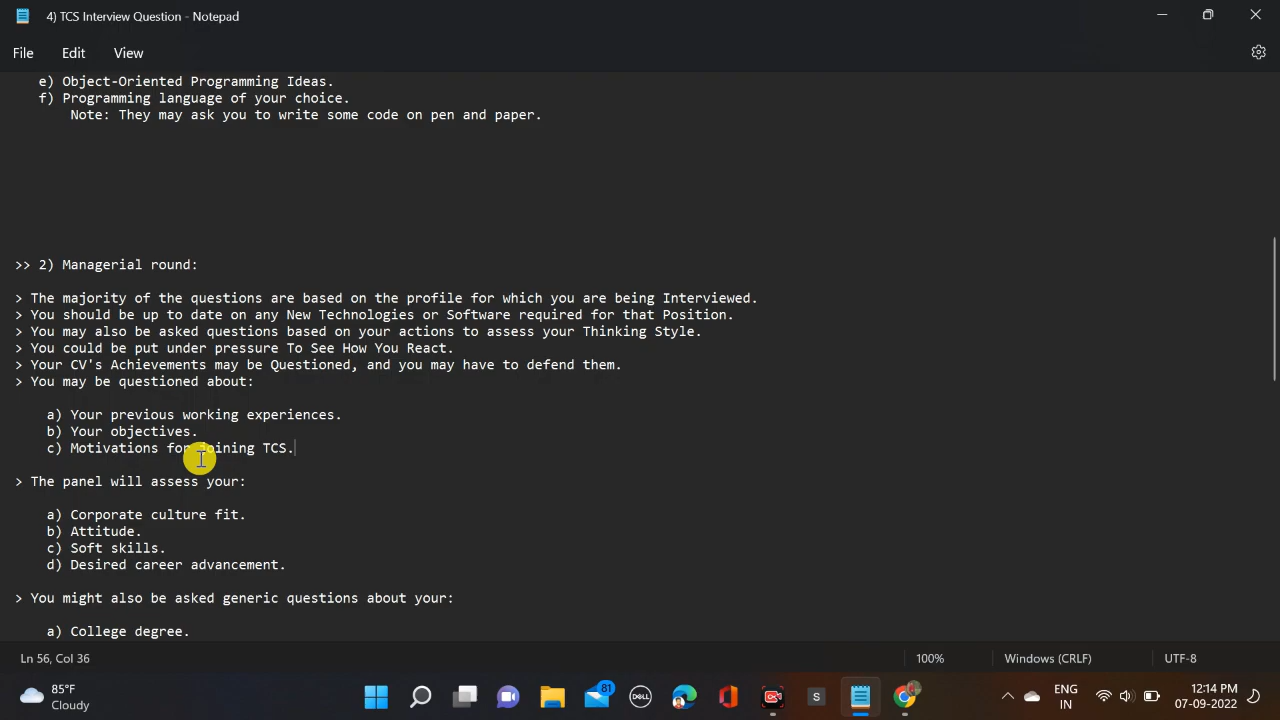 4) TCS Interview Question - Notepad
File Edit View
e) Object-Oriented Programming Ideas.
f) Programming language of your choice.
Note: They may ask you to write some code on pen and paper.
>> 2) Managerial round:
> The majority of the questions are based on the profile for which you are being Interviewed.
> You should be up to date on any New Technologies or Software required for that Position.
> You may also be asked questions based on your actions to assess your Thinking Style.
> You could be put under pressure To See How You React.
> Your CV's Achievements may be Questioned, and you may have to defend them.
> You may be questioned about:
a) Your previous working experiences.
b) Your objectives.
c) Motivations for joining TCS.
> The panel will assess your:
a) Corporate culture fit.
b) Attitude.
c) Soft skills.
d) Desired career advancement.
> You might also be asked generic questions about your:
a) College degree.
Ln 56, Col 36 100% Windows (CRLF) UTF-8
85°F
Cloudy
81
DELL
S
ENG
IN
12:14 PM
07-09-2022